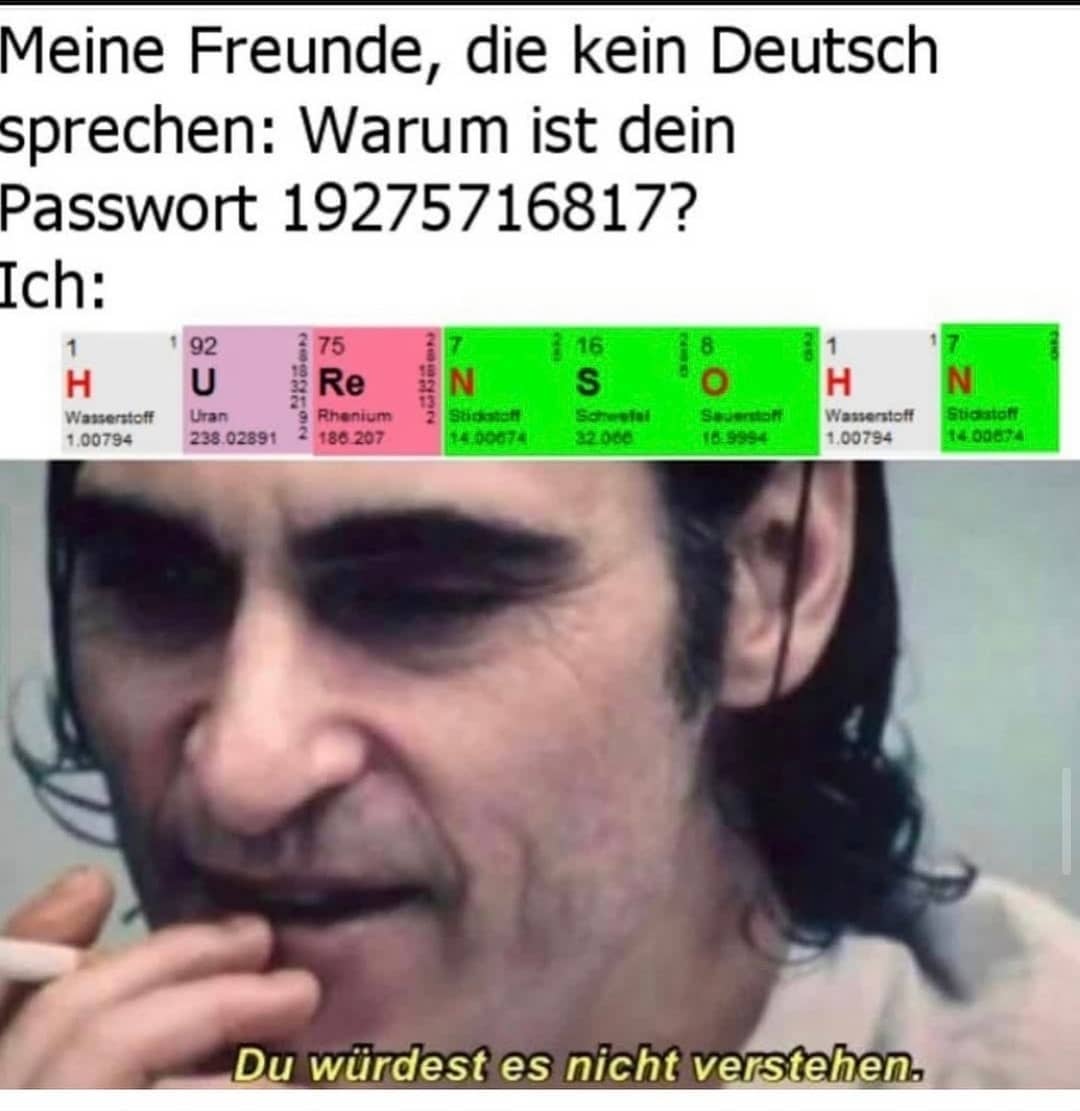 Meine Freunde, die kein Deutsch
sprechen: Warum ist dein
Passwort 19275716817?
Ich:
1 1 92 75 7 16 8 1 1 7
H U Re N S O H N
Wasserstoff Uran Rhenium Stickstoff Schwefel Sauerstoff Wasserstoff Stickstoff
1.00794 238.02891 186.207 14.00674 32.066 15.9994 1.00794 14.00674
Du würdest es nicht verstehen.